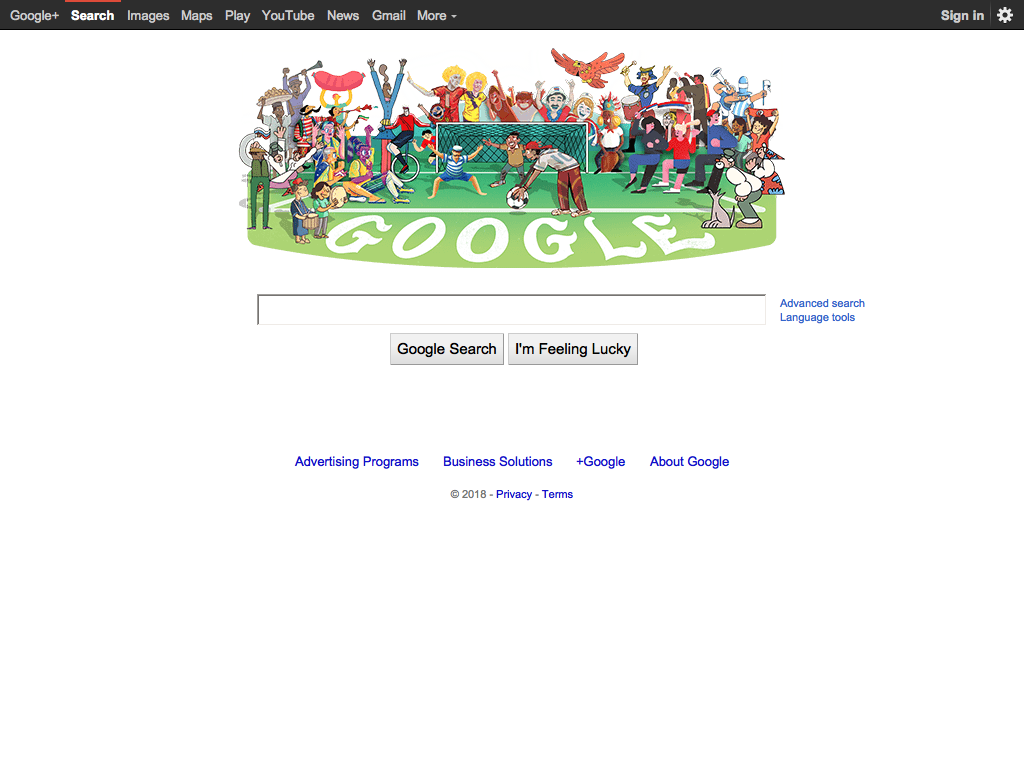 Google+ Search Images Maps Play YouTube News Gmail More Sign in
GOOGLE
Advanced search
Language tools
Google Search I'm Feeling Lucky
Advertising Programs Business Solutions +Google About Google
© 2018 - Privacy - Terms